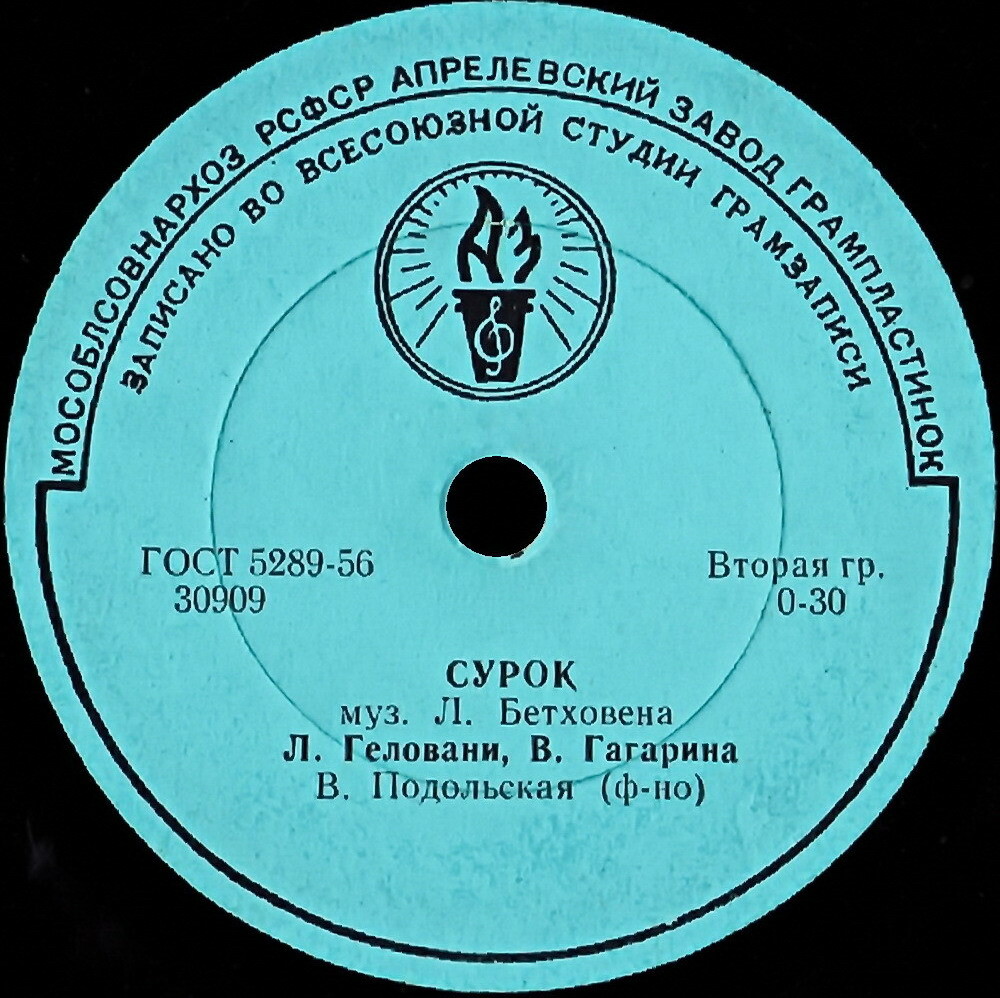 МОСОБЛСОВНАРХОЗ РСФСР АПРЕЛЕВСКИЙ ЗАВОД ГРАМПЛАСТИНОК
ЗАПИСАНО ВО ВСЕСОЮЗНОЙ СТУДИИ ГРАМЗАПИСИ
АЗ
ГОСТ 5289-56
30909
Вторая гр.
0-30
СУРОК
муз. Л. Бетховена
Л. Геловани, В. Гагарина
В. Подольская (ф-но)